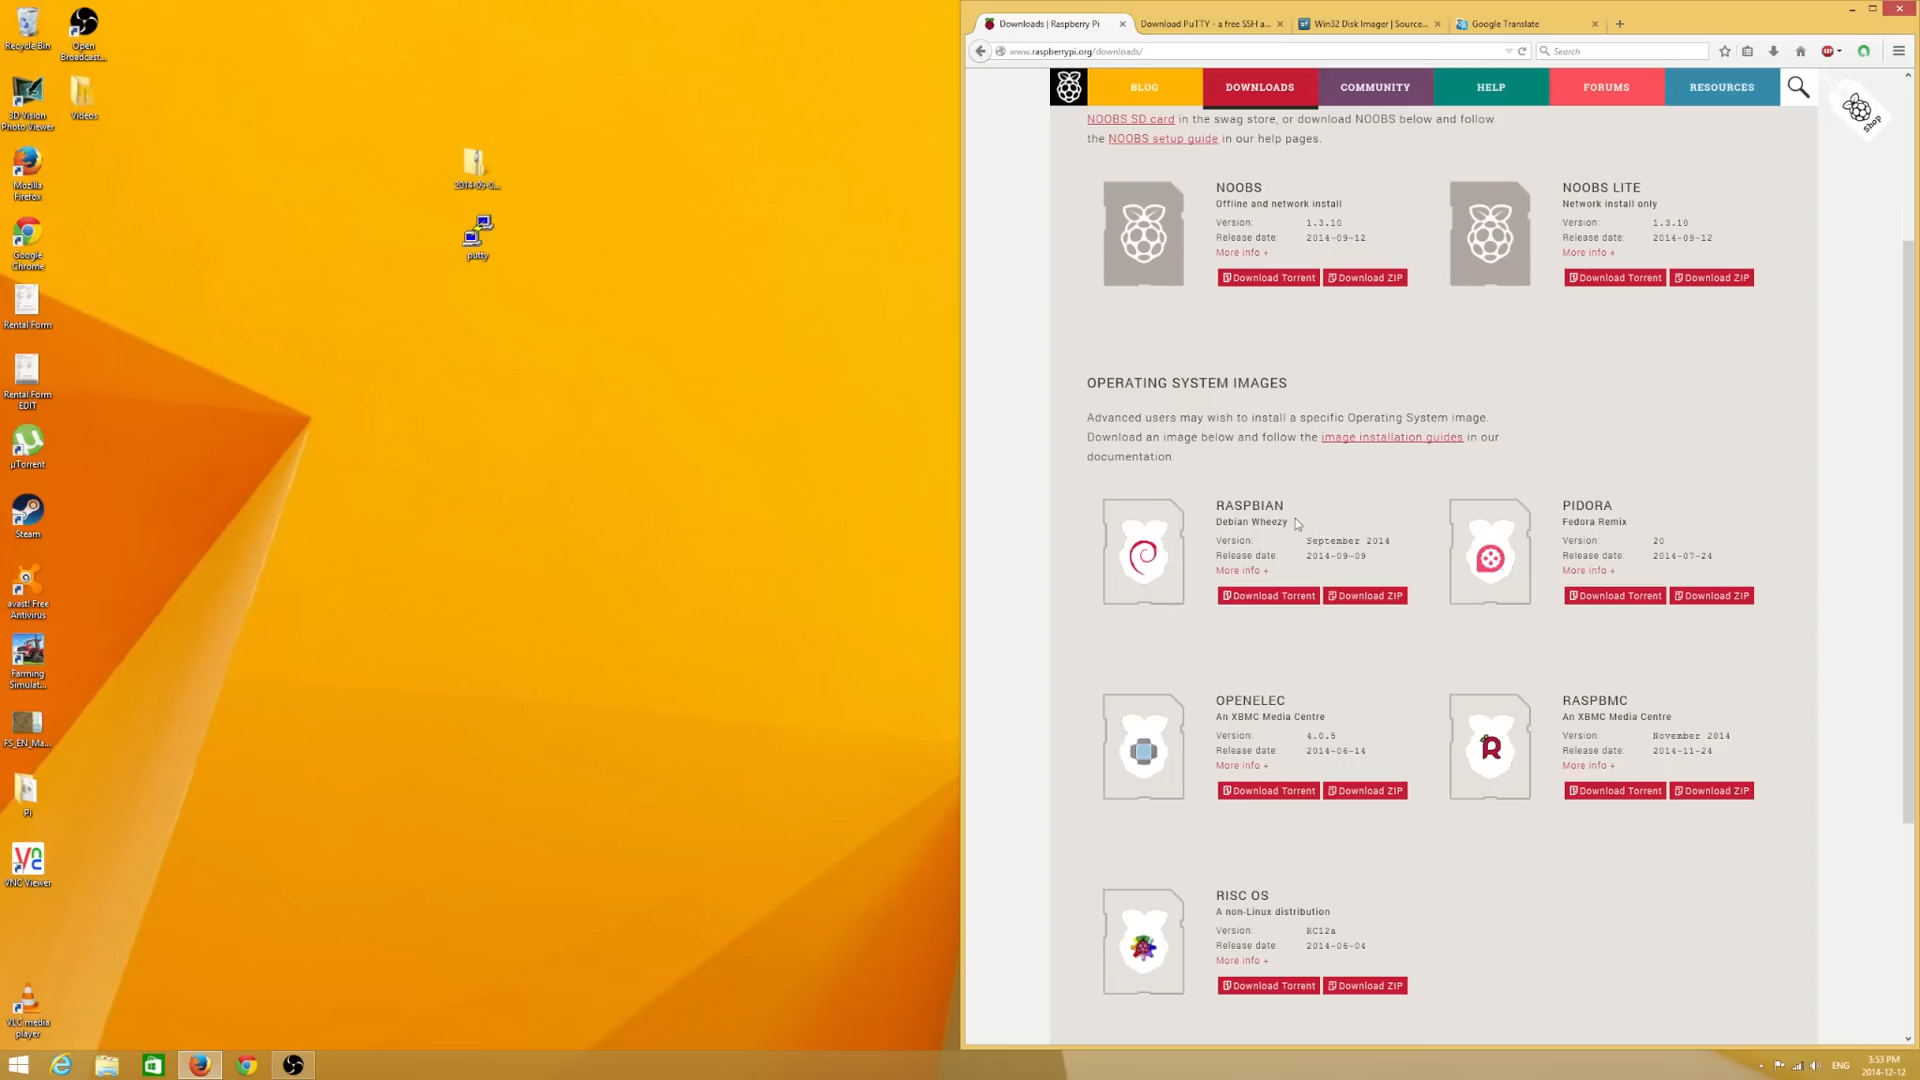 Recycle Bin
Open
Broadcast...
3D Vision
Photo Viewer
Videos
Mozilla
Firefox
Google
Chrome
Rental Form
Rental Form
EDIT
µTorrent
Steam
avast! Free
Antivirus
Farming
Simulat...
FS_EN_Ma...
Pi
VNC Viewer
VLC media
player
2014-09-0...
putty
Downloads | Raspberry Pi
Download PuTTY - a free SSH a...
Win32 Disk Imager | Source...
Google Translate
www.raspberrypi.org/downloads/
Search
BLOG
DOWNLOADS
COMMUNITY
HELP
FORUMS
RESOURCES
shop
NOOBS SD card in the swag store, or download NOOBS below and follow
the NOOBS setup guide in our help pages.
NOOBS
Offline and network install
Version: 1.3.10
Release date: 2014-09-12
More info +
Download Torrent Download ZIP
NOOBS LITE
Network install only
Version: 1.3.10
Release date: 2014-09-12
More info +
Download Torrent Download ZIP
OPERATING SYSTEM IMAGES
Advanced users may wish to install a specific Operating System image.
Download an image below and follow the image installation guides in our
documentation.
RASPBIAN
Debian Wheezy
Version: September 2014
Release date: 2014-09-09
More info +
Download Torrent Download ZIP
PIDORA
Fedora Remix
Version: 20
Release date: 2014-07-24
More info +
Download Torrent Download ZIP
OPENELEC
An XBMC Media Centre
Version: 4.0.5
Release date: 2014-06-14
More info +
Download Torrent Download ZIP
RASPBMC
An XBMC Media Centre
Version: November 2014
Release date: 2014-11-24
More info +
Download Torrent Download ZIP
RISC OS
A non-Linux distribution
Version: RC12a
Release date: 2014-06-04
More info +
Download Torrent Download ZIP
ENG
3:53 PM
2014-12-12